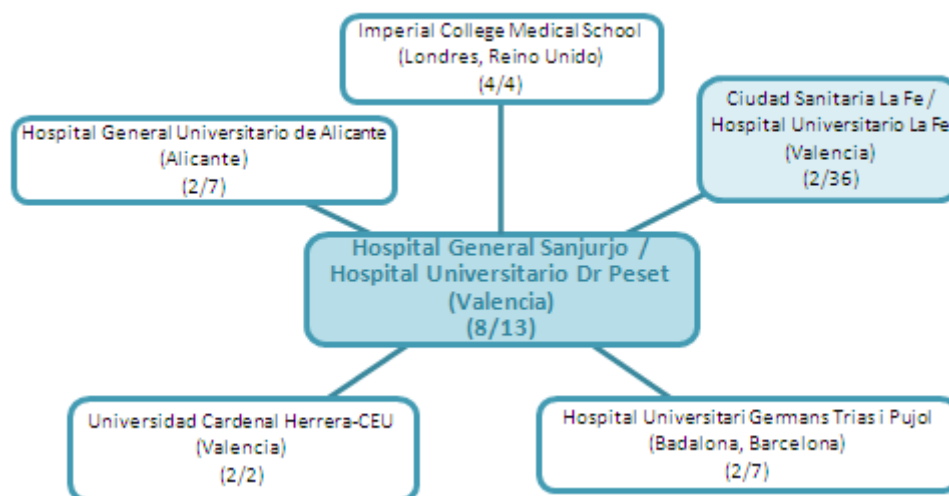 Imperial College Medical School
(Londres, Reino Unido)
(4/4)
Ciudad Sanitaria La Fe /
Hospital Universitario La Fe
(Valencia)
(2/36)
Hospital General Universitario de Alicante
(Alicante)
(2/7)
Hospital General Sanjurjo /
Hospital Universitario Dr Peset
(Valencia)
(8/13)
Universidad Cardenal Herrera-CEU
(Valencia)
(2/2)
Hospital Universitari Germans Trias i Pujol
(Badalona, Barcelona)
(2/7)